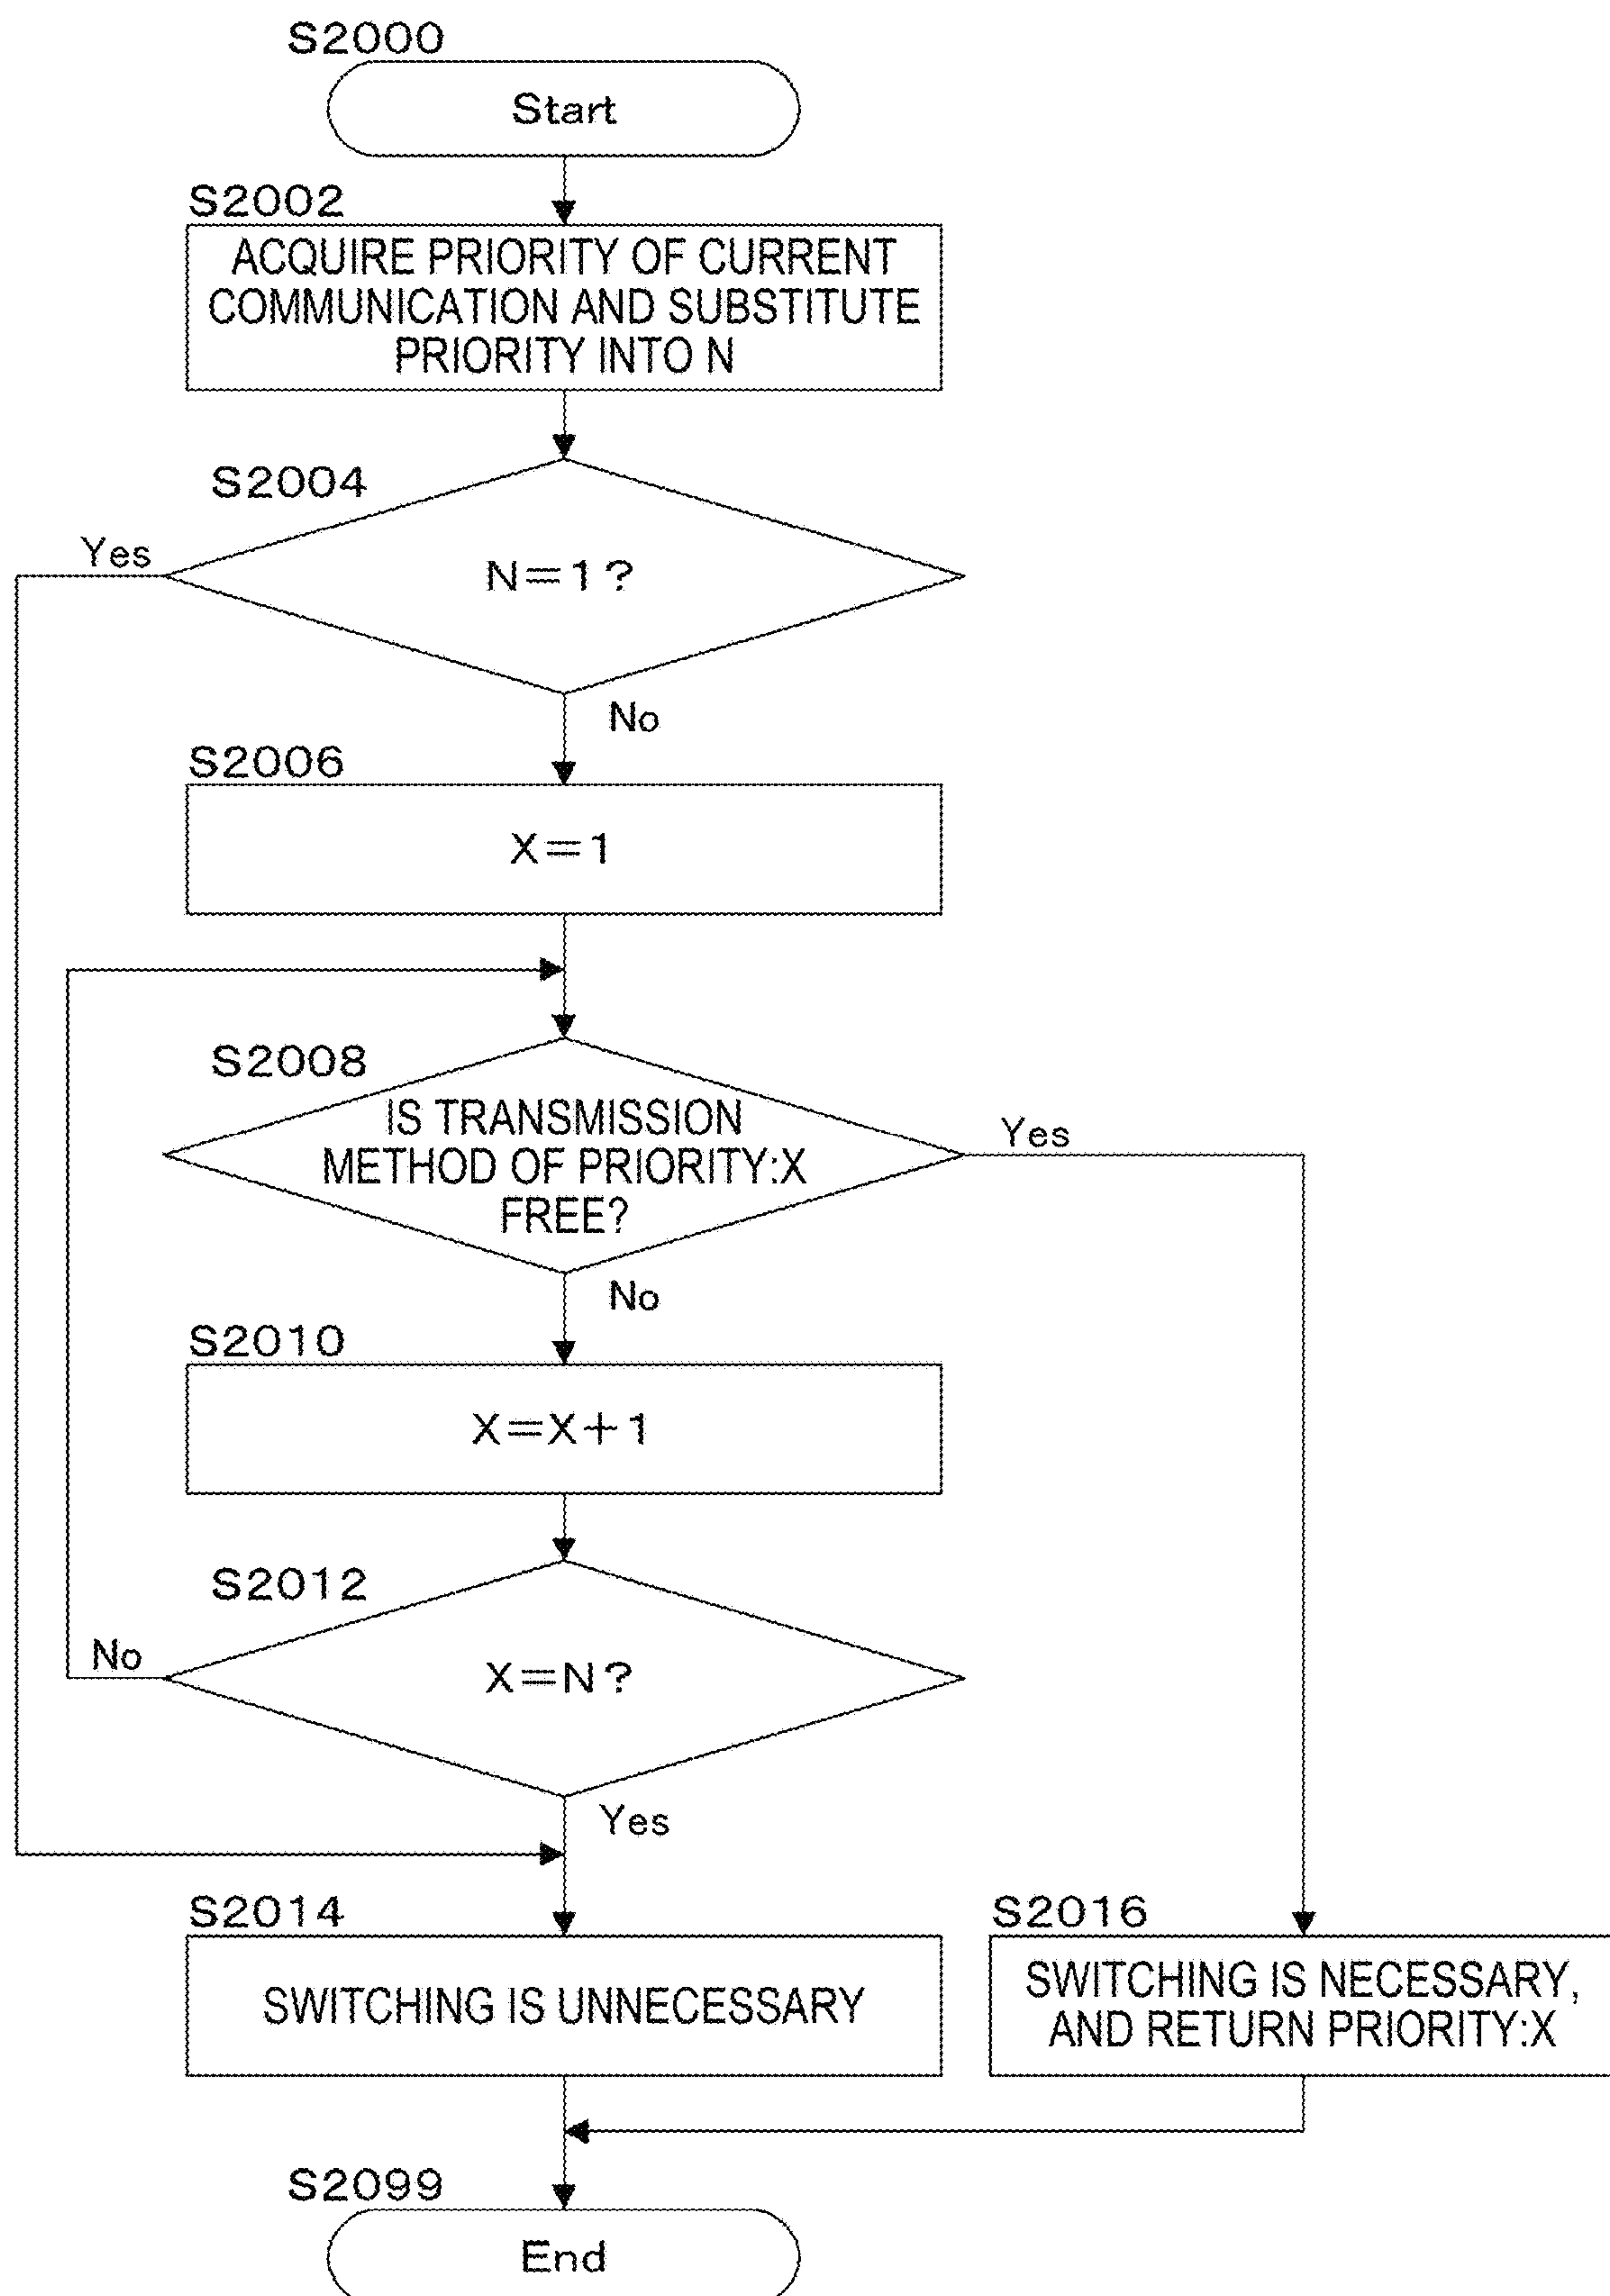 S2000
Start
S2002
ACQUIRE PRIORITY OF CURRENT
COMMUNICATION AND SUBSTITUTE
PRIORITY INTO N
S2004
Yes
N=1?
No
S2006
X=1
S2008
IS TRANSMISSION
METHOD OF PRIORITY:X
FREE?
Yes
No
S2010
X=X+1
S2012
No
X=N?
Yes
S2014
SWITCHING IS UNNECESSARY
S2016
SWITCHING IS NECESSARY,
AND RETURN PRIORITY:X
S2099
End